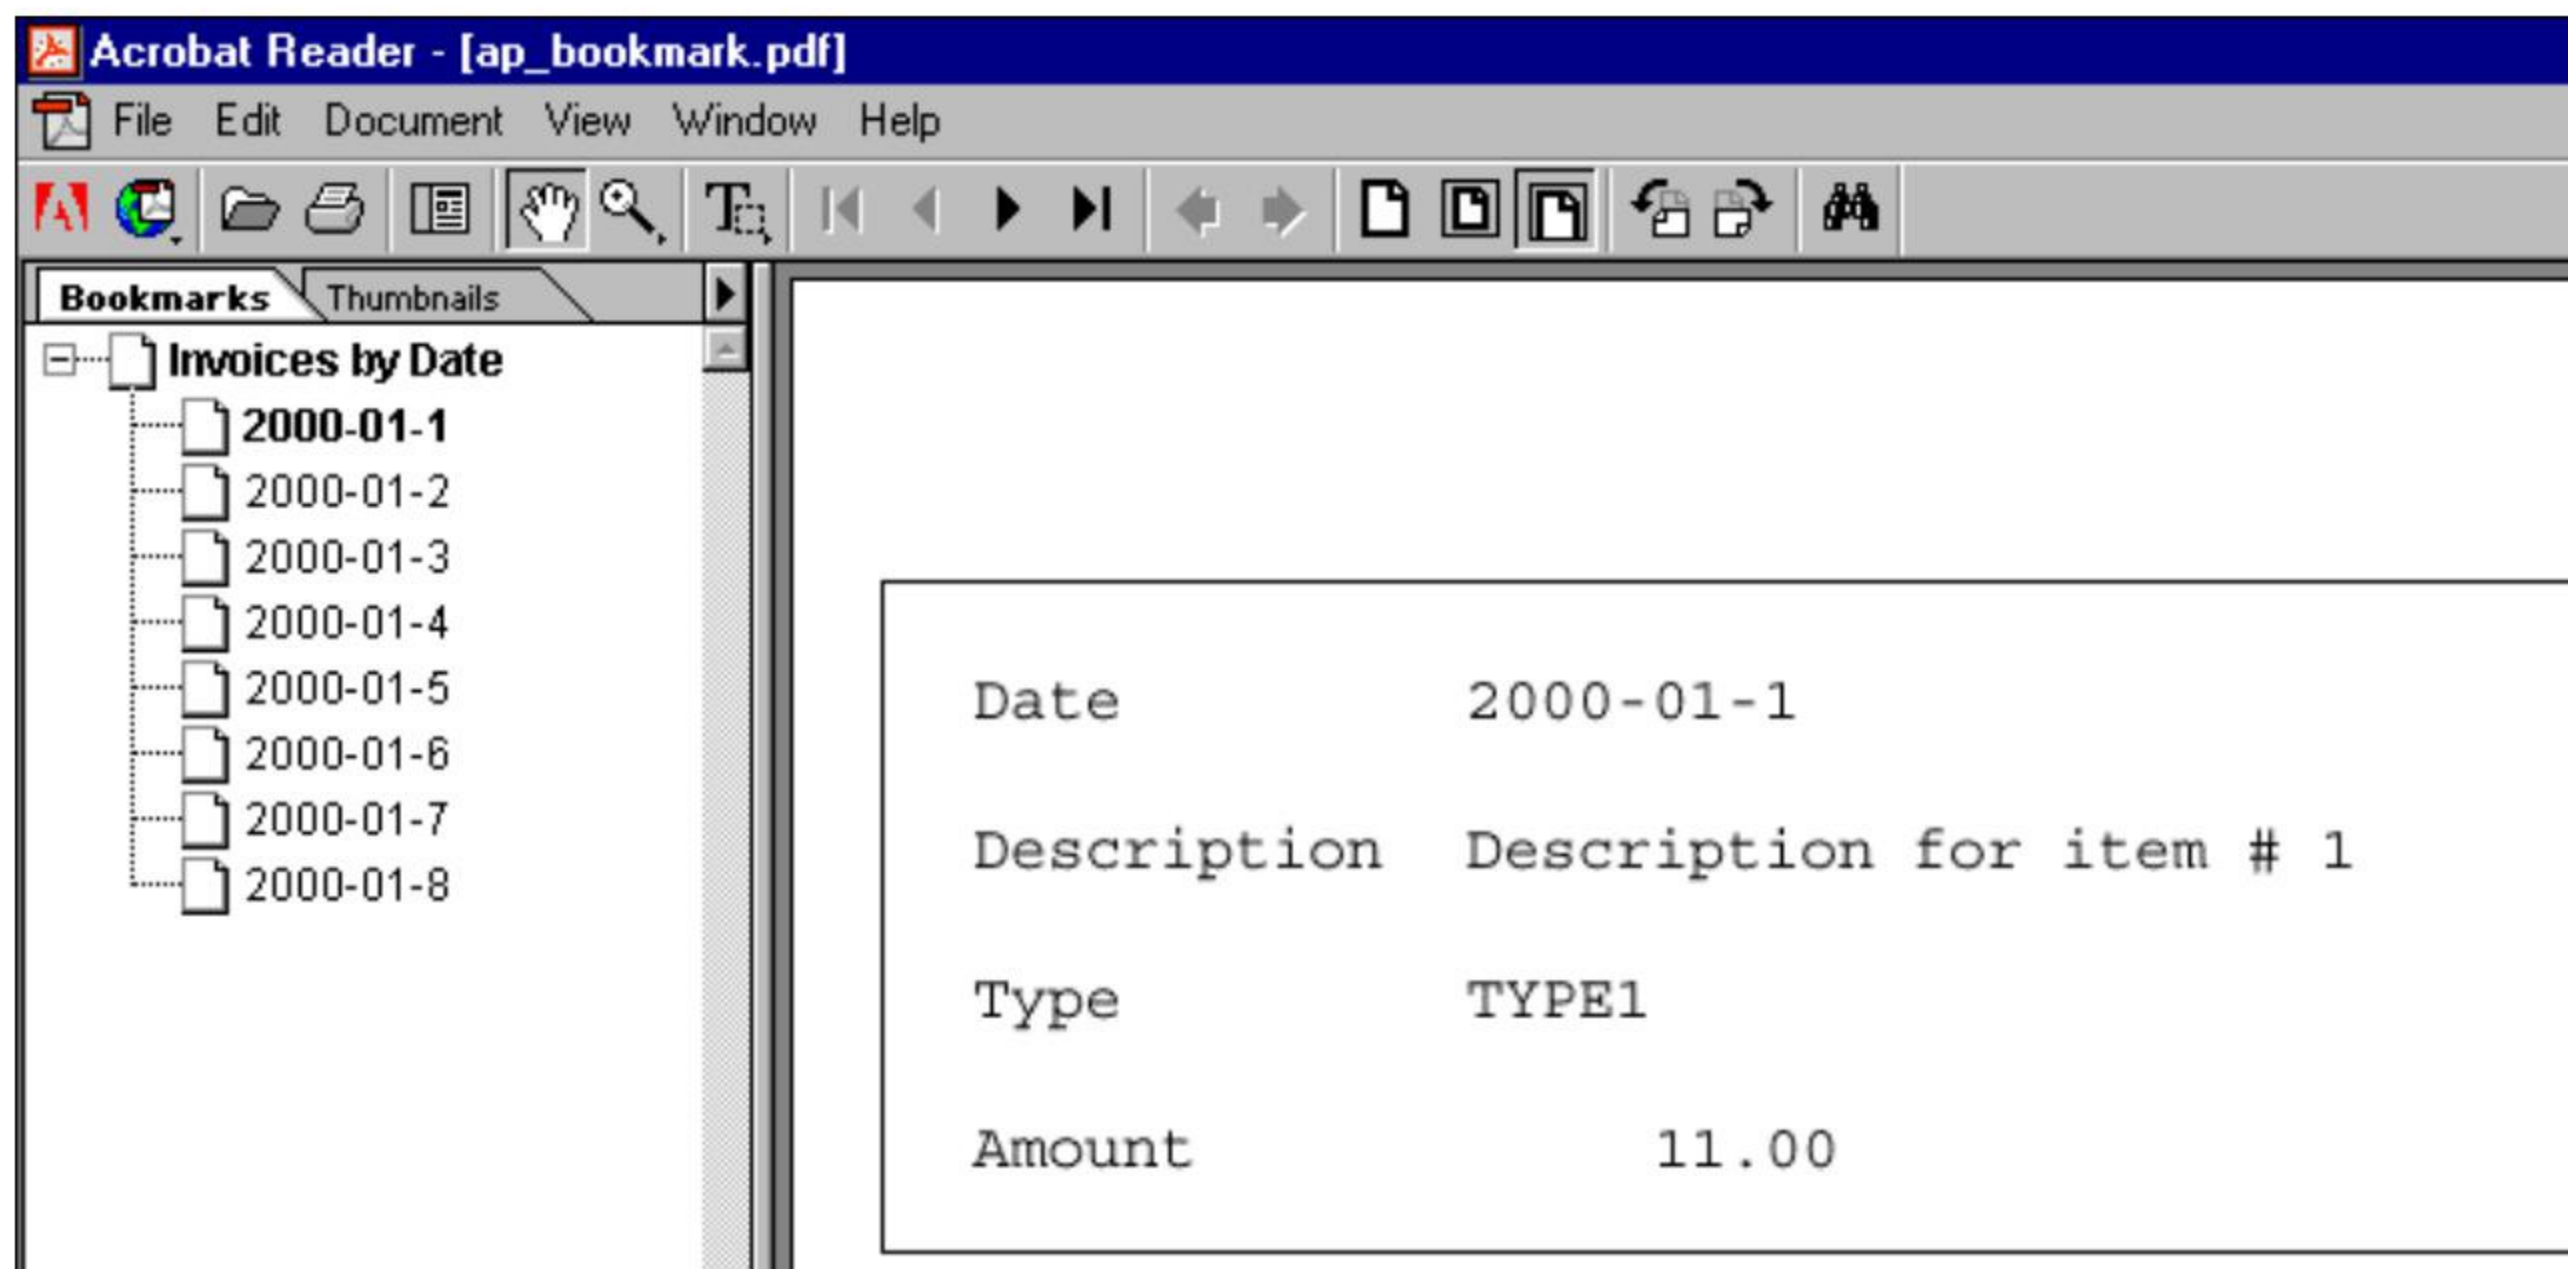 Acrobat Reader - [ap_bookmark.pdf]
File Edit Document View Window Help
Bookmarks Thumbnails
Invoices by Date
2000-01-1
2000-01-2
2000-01-3
2000-01-4
2000-01-5
2000-01-6
2000-01-7
2000-01-8
Date 2000-01-1
Description Description for item # 1
Type TYPE1
Amount 11.00